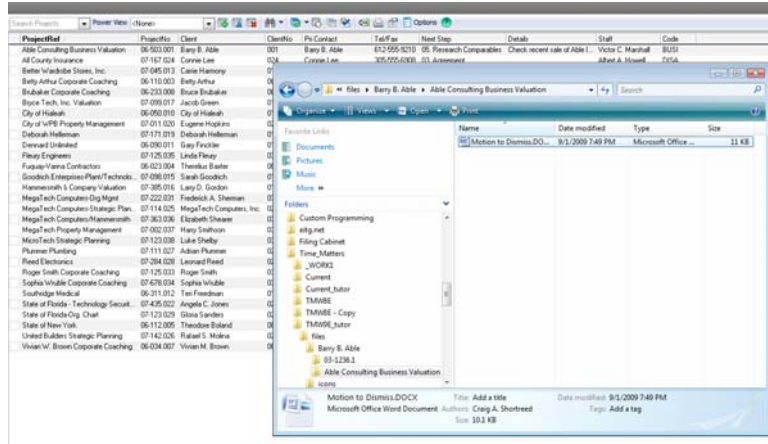 Search Projects Power View: (None) Options
ProjectRef ProjectNo Client ClientNo Pri Contact Tel/Fax Next Step Details Staff Code
Able Consulting Business Valuation 06-503.001 Barry B. Able 001 Barry B. Able 612-555-9210 05. Research Comparables Check recent sale of Able I... Victor C. Marshall BUSI
All County Insurance 07-167.024 Connie Lee 024 Connie Lee 305-555-6908 03. Agreement Albert A. Howell DISA
Better Wardobe Stores, Inc. 07-045.013 Carrie Harmony
Betty Arthur Corporate Coaching 06-110.003 Betty Arthur
Brubaker Corporate Coaching 06-233.008 Bruce Brubaker
Bryce Tech, Inc. Valuation 07-099.017 Jacob Green
City of Hialeah 06-050.010 City of Hialeah
City of WPB Property Management 07-011.020 Eugene Hopkins
Deborah Hellerman 07-171.019 Deborah Hellerman
Dennard Unlimited 06-090.011 Gary Finckler
Fleury Engineers 07-125.035 Linda Fleury
Fuquay-Varina Contractors 06-023.004 Therelius Baxter
Goodrich Enterprises-Plant/Technolo... 07-098.015 Sarah Goodrich
Hammersmith & Company Valuation 07-385.016 Larry D. Gordon
MegaTech Computers-Org Mgmt 07-222.031 Frederick A. Sherman
MegaTech Computers-Strategic Plan... 07-114.025 MegaTech Computers, Inc.
MegaTech Computers/Hammersmith 07-363.036 Elizabeth Shearer
MegaTech Property Management 07-002.037 Harry Smithson
MicroTech Strategic Planning 07-123.038 Luke Shelby
Plummer Plumbing 07-111.027 Adrian Plummer
Reed Electronics 07-284.028 Leonard Reed
Roger Smith Corporate Coaching 07-125.033 Roger Smith
Sophia Wruble Corporate Coaching 07-678.034 Sophia Wruble
Southridge Medical 06-311.012 Teri Freedman
State of Florida - Technology Securit... 07-435.022 Angela C. Jones
State of Florida-Org. Chart 07-123.029 Gloria Sanders
State of New York 06-112.005 Theodore Boland
United Builders Strategic Planning 07-142.026 Rafael S. Molina
Vivian W. Brown Corporate Coaching 06-034.007 Vivian M. Brown
« files Barry B. Able Able Consulting Business Valuation Search
Organize Views Open Print
Favorite Links
Documents
Pictures
Music
More »
Folders
Custom Programming
eitg.net
Filing Cabinet
Time_Matters
_WORK1
Current
Current_tutor
TMW8E
TMW8E - Copy
TMW9E_tutor
files
Barry B. Able
03-1236.1
Able Consulting Business Valuation
icons
Name Date modified Type Size
Motion to Dismiss.DO... 9/1/2009 7:49 PM Microsoft Office ... 11 KB
Motion to Dismiss.DOCX Title: Add a title Date modified: 9/1/2009 7:49 PM
Microsoft Office Word Document Authors: Craig A. Shortreed Tags: Add a tag
Size: 10.1 KB